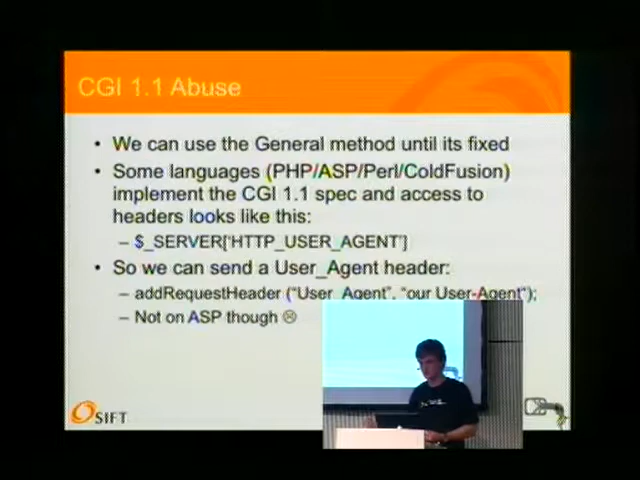 CGI 1.1 Abuse
• We can use the General method until its fixed
• Some languages (PHP/ASP/Perl/ColdFusion)
implement the CGI 1.1 spec and access to
headers looks like this:
– $_SERVER['HTTP_USER_AGENT']
• So we can send a User_Agent header:
– addRequestHeader ("User_Agent", "our User-Agent");
– Not on ASP though ☹
SIFT